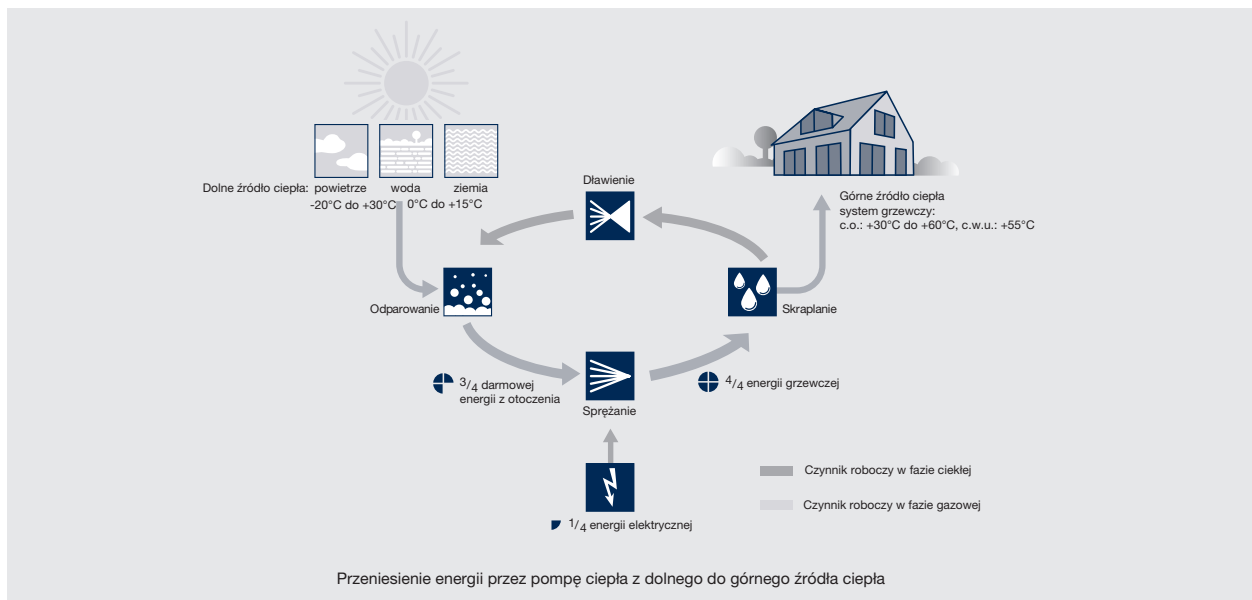 Dolne źródło ciepła: powietrze woda ziemia
-20°C do +30°C 0°C do +15°C
Dławienie
Górne źródło ciepła
system grzewczy:
c.o.: +30°C do +60°C, c.w.u.: +55°C
Odparowanie
Skraplanie
3/4 darmowej
energii z otoczenia
4/4 energii grzewczej
Sprężanie
Czynnik roboczy w fazie ciekłej
Czynnik roboczy w fazie gazowej
1/4 energii elektrycznej
Przeniesienie energii przez pompę ciepła z dolnego do górnego źródła ciepła